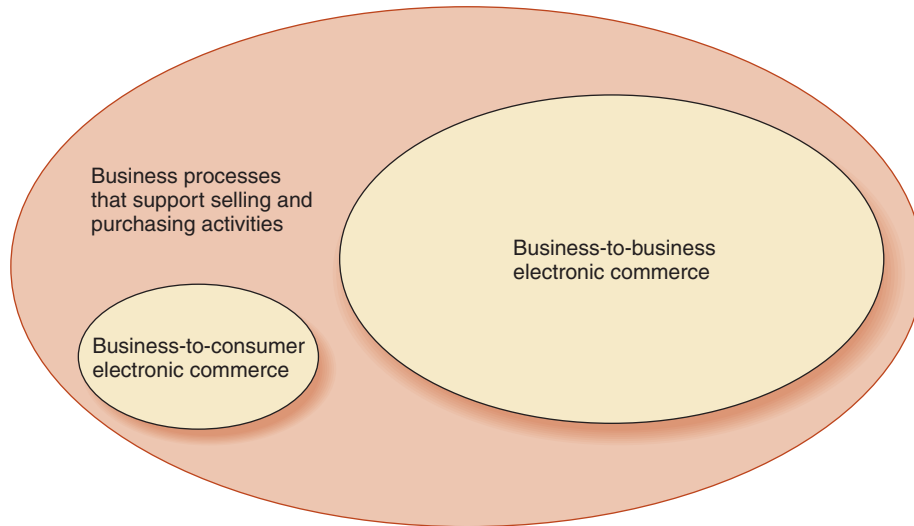 Business processes
that support selling and
purchasing activities
Business-to-business
electronic commerce
Business-to-consumer
electronic commerce